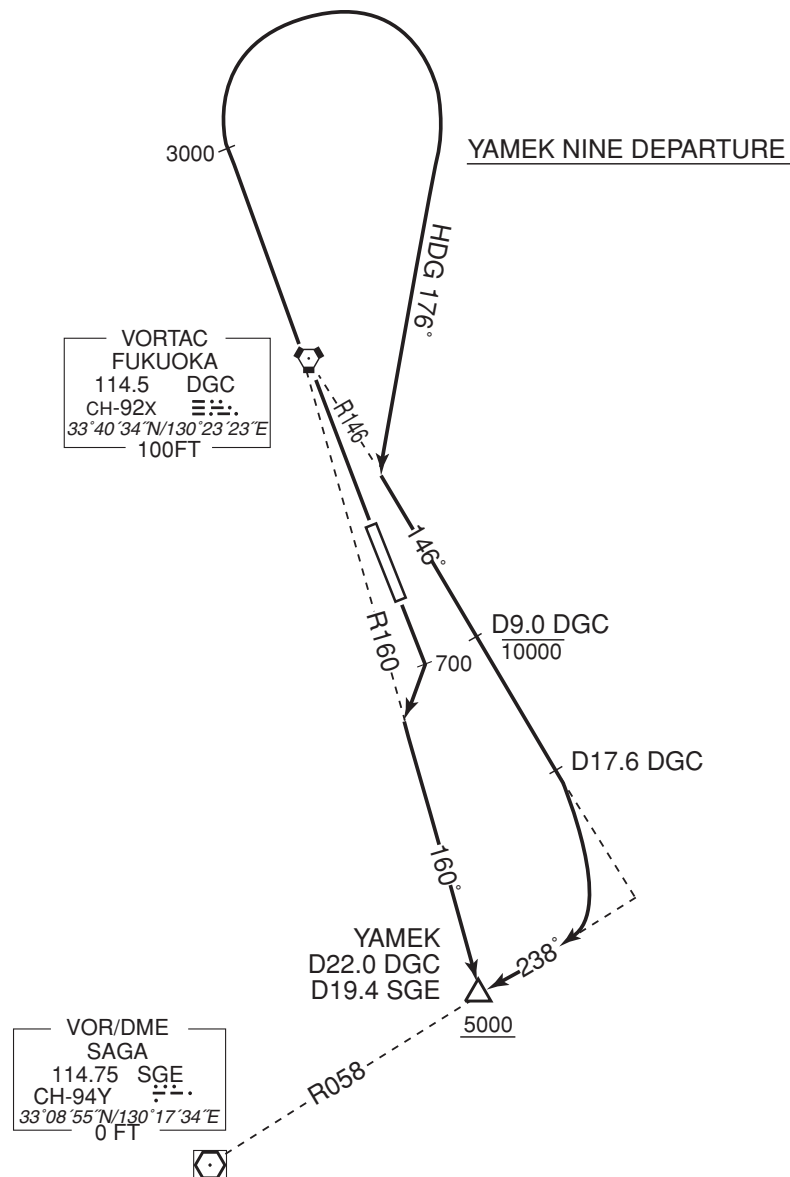 YAMEK NINE DEPARTURE
3000
HDG 176°
VORTAC
FUKUOKA
114.5 DGC
CH-92X
33°40´34˝N/130°23´23˝E
100FT
R146
146°
R160
D9.0 DGC
10000
700
D17.6 DGC
160°
YAMEK
D22.0 DGC
D19.4 SGE
238°
5000
VOR/DME
SAGA
114.75 SGE
CH-94Y
33°08´55˝N/130°17´34˝E
0 FT
R058